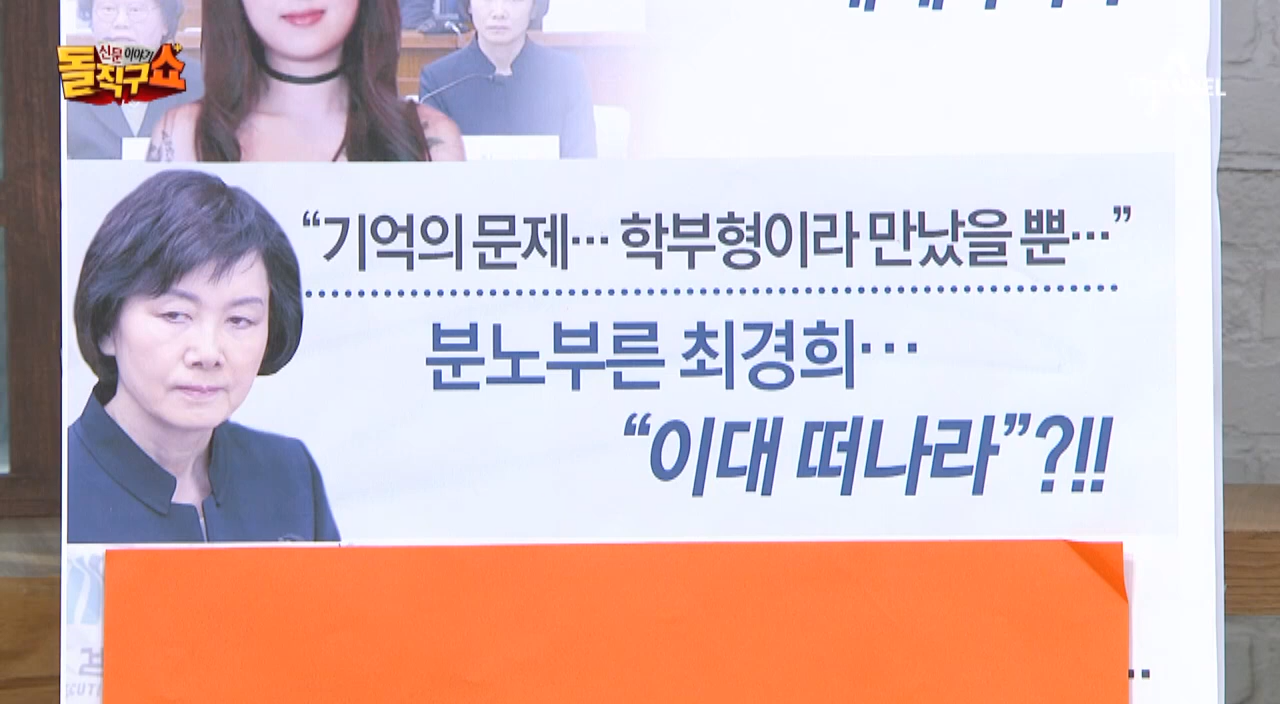 신문이야기
돌직구쇼
"기억의 문제… 학부형이라 만났을 뿐…"
분노부른 최경희…
"이대 떠나라"?!!